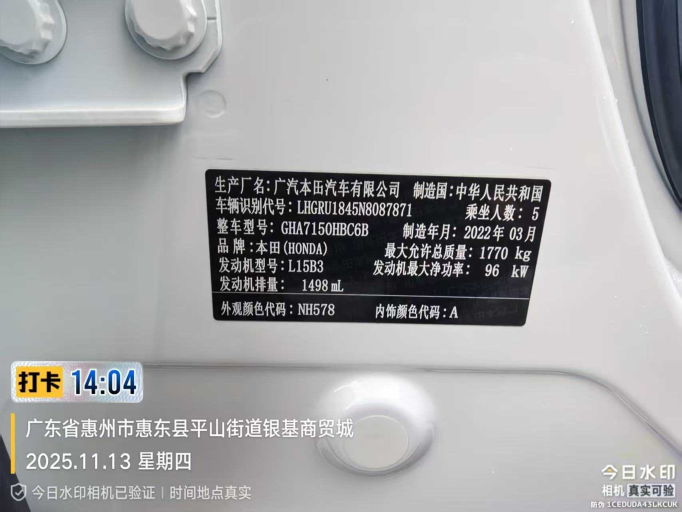 生产厂名:广汽本田汽车有限公司 制造国:中华人民共和国
车辆识别代号:LHGRU1845N8087871 乘坐人数:5
整车型号:GHA7150HBC6B 制造年月:2022年03月
品牌:本田(HONDA) 最大允许总质量:1770 kg
发动机型号:L15B3 发动机最大净功率:96 kW
发动机排量:1498 mL
外观颜色代码:NH578 内饰颜色代码:A
打卡 14:04
广东省惠州市惠东县平山街道银基商贸城
2025.11.13 星期四
今日水印相机已验证 | 时间地点真实
今日水印
相机 真实可验
防伪 1CEDUDA43LKCUK